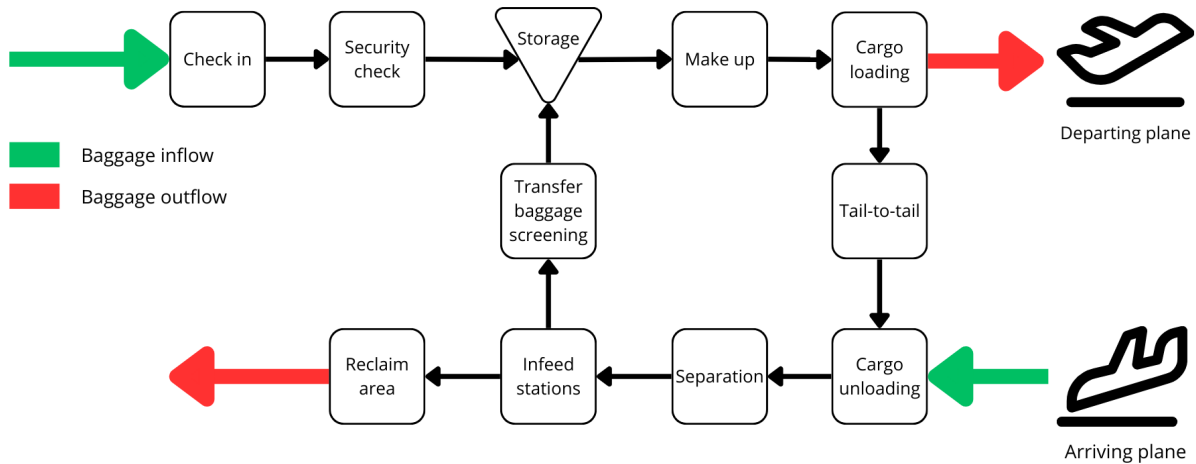 Check in
Security
check
Storage
Make up
Cargo
loading
Departing plane
Baggage inflow
Baggage outflow
Transfer
baggage
screening
Tail-to-tail
Reclaim
area
Infeed
stations
Separation
Cargo
unloading
Arriving plane